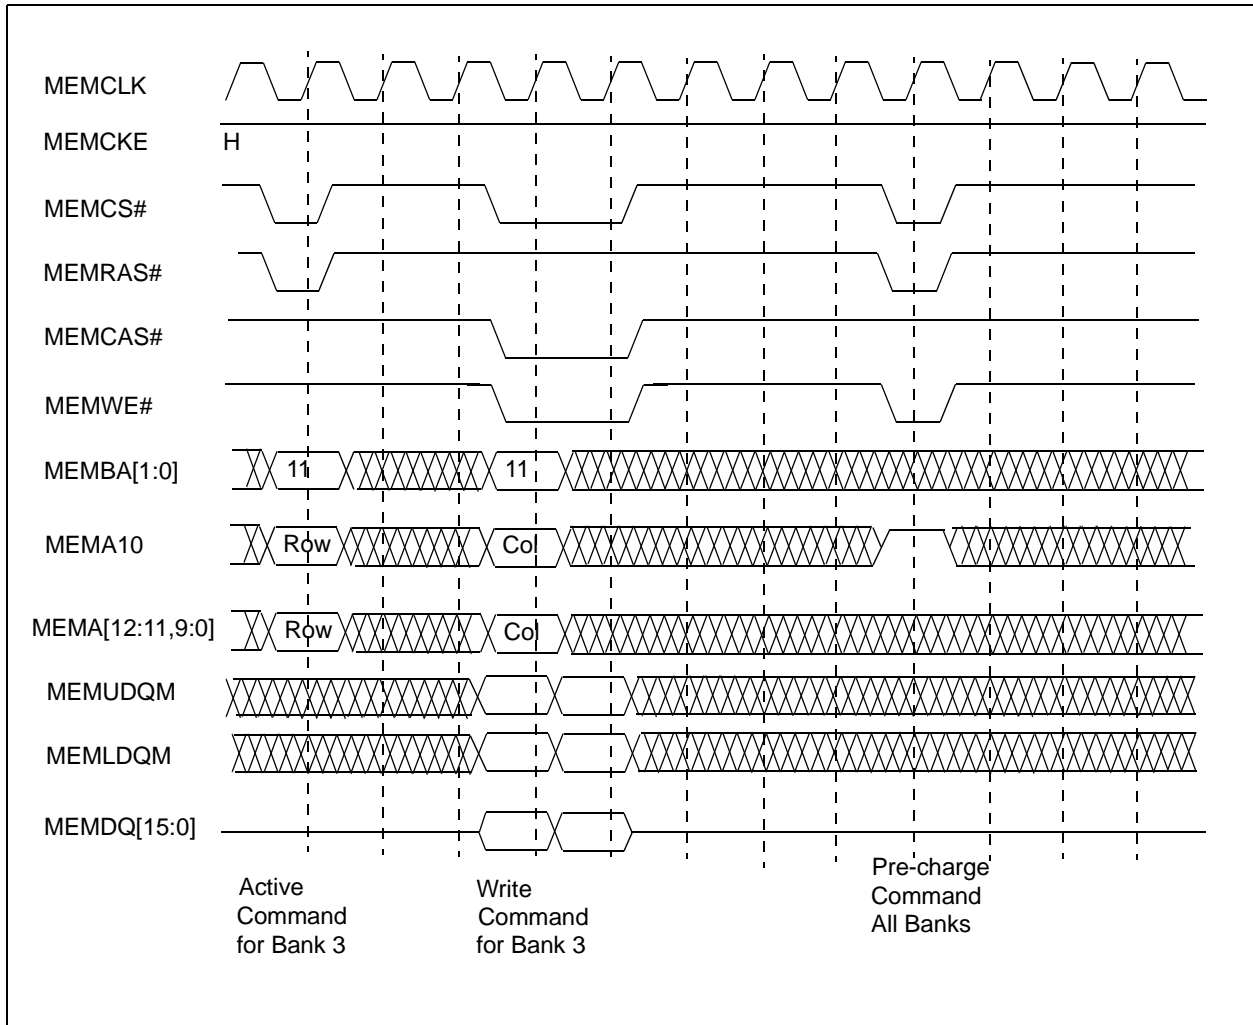 MEMCLK
MEMCKE H
MEMCS#
MEMRAS#
MEMCAS#
MEMWE#
MEMBA[1:0] 11 11
MEMA10 Row Col
MEMA[12:11,9:0] Row Col
MEMUDQM
MEMLDQM
MEMDQ[15:0]
Active
Command
for Bank 3
Write
Command
for Bank 3
Pre-charge
Command
All Banks